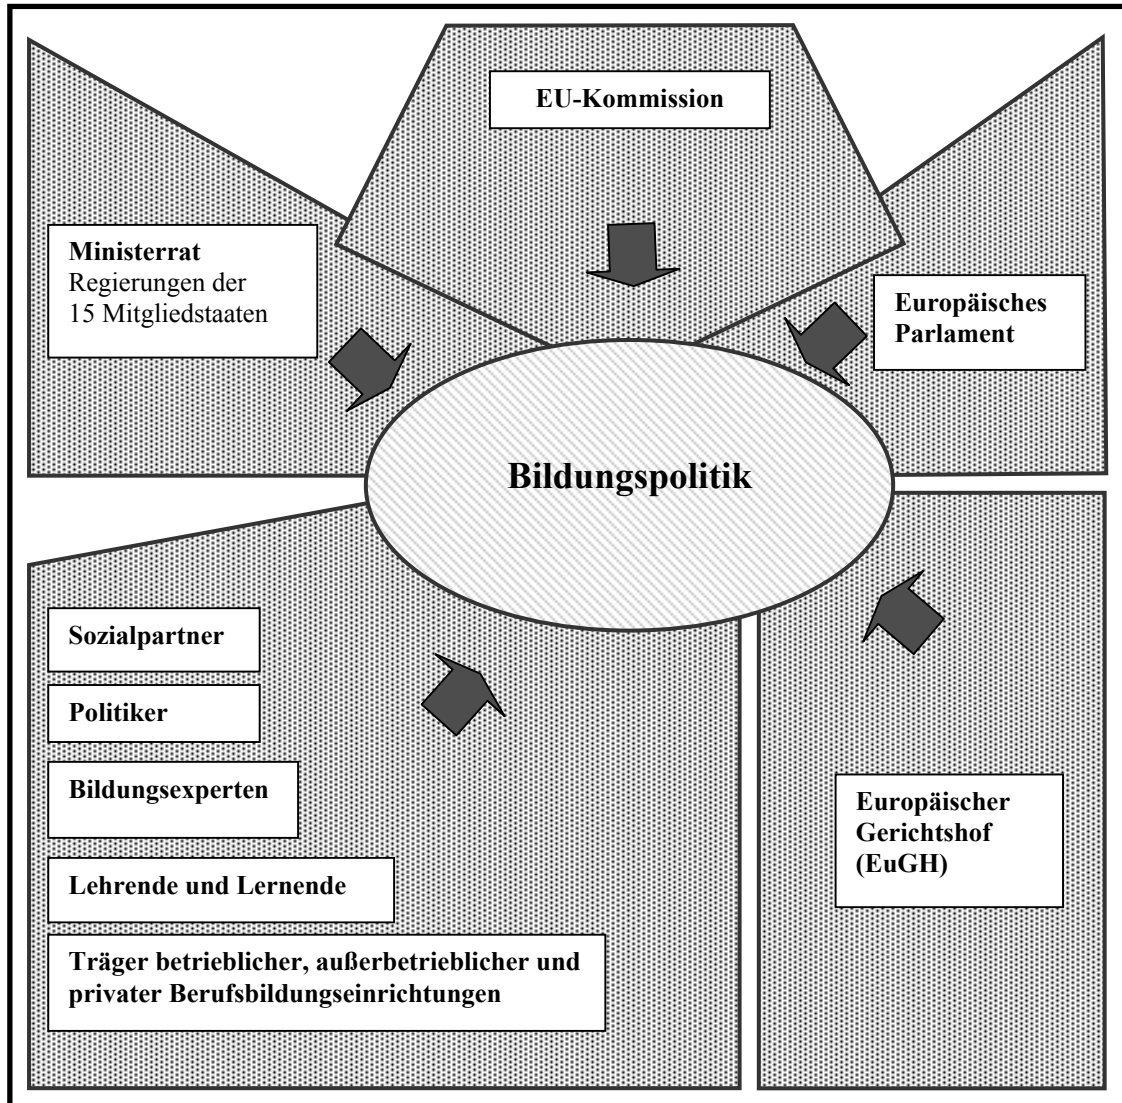 EU-Kommission
Ministerrat
Regierungen der
15 Mitgliedstaaten
Europäisches
Parlament
Bildungspolitik
Sozialpartner
Politiker
Bildungsexperten
Lehrende und Lernende
Träger betrieblicher, außerbetrieblicher und
privater Berufsbildungseinrichtungen
Europäischer
Gerichtshof
(EuGH)